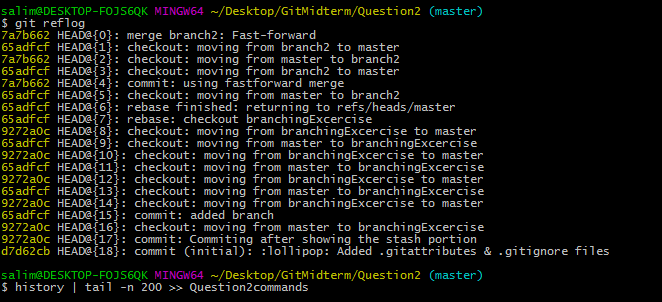 salim@DESKTOP-FOJS6QK MINGW64 ~/Desktop/GitMidterm/Question2 (master)
$ git reflog
7a7b662 HEAD@{0}: merge branch2: Fast-forward
65adfcf HEAD@{1}: checkout: moving from branch2 to master
7a7b662 HEAD@{2}: checkout: moving from master to branch2
65adfcf HEAD@{3}: checkout: moving from branch2 to master
7a7b662 HEAD@{4}: commit: using fastforward merge
65adfcf HEAD@{5}: checkout: moving from master to branch2
65adfcf HEAD@{6}: rebase finished: returning to refs/heads/master
65adfcf HEAD@{7}: rebase: checkout branchingExcercise
9272a0c HEAD@{8}: checkout: moving from branchingExcercise to master
65adfcf HEAD@{9}: checkout: moving from master to branchingExcercise
9272a0c HEAD@{10}: checkout: moving from branchingExcercise to master
65adfcf HEAD@{11}: checkout: moving from master to branchingExcercise
9272a0c HEAD@{12}: checkout: moving from branchingExcercise to master
65adfcf HEAD@{13}: checkout: moving from master to branchingExcercise
9272a0c HEAD@{14}: checkout: moving from branchingExcercise to master
65adfcf HEAD@{15}: commit: added branch
9272a0c HEAD@{16}: checkout: moving from master to branchingExcercise
9272a0c HEAD@{17}: commit: Commiting after showing the stash portion
d7d62cb HEAD@{18}: commit (initial): :lollipop: Added .gitattributes & .gitignore files
salim@DESKTOP-FOJS6QK MINGW64 ~/Desktop/GitMidterm/Question2 (master)
$ history | tail -n 200 >> Question2commands